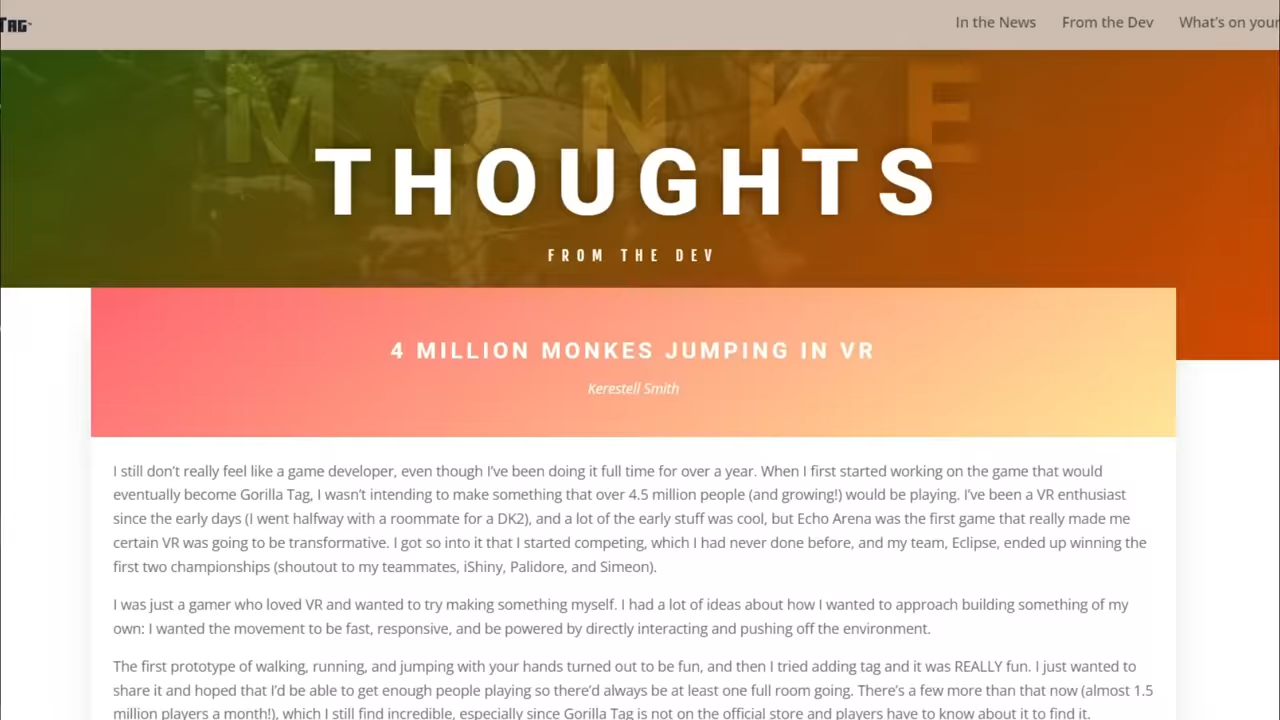 TAG™
In the News From the Dev What's on your
MONKE
THOUGHTS
FROM THE DEV
4 MILLION MONKES JUMPING IN VR
Kerestell Smith
I still don't really feel like a game developer, even though I've been doing it full time for over a year. When I first started working on the game that would
eventually become Gorilla Tag, I wasn't intending to make something that over 4.5 million people (and growing!) would be playing. I've been a VR enthusiast
since the early days (I went halfway with a roommate for a DK2), and a lot of the early stuff was cool, but Echo Arena was the first game that really made me
certain VR was going to be transformative. I got so into it that I started competing, which I had never done before, and my team, Eclipse, ended up winning the
first two championships (shoutout to my teammates, iShiny, Palidore, and Simeon).
I was just a gamer who loved VR and wanted to try making something myself. I had a lot of ideas about how I wanted to approach building something of my
own: I wanted the movement to be fast, responsive, and be powered by directly interacting and pushing off the environment.
The first prototype of walking, running, and jumping with your hands turned out to be fun, and then I tried adding tag and it was REALLY fun. I just wanted to
share it and hoped that I'd be able to get enough people playing so there'd always be at least one full room going. There's a few more than that now (almost 1.5
million players a month!), which I still find incredible, especially since Gorilla Tag is not on the official store and players have to know about it to find it.